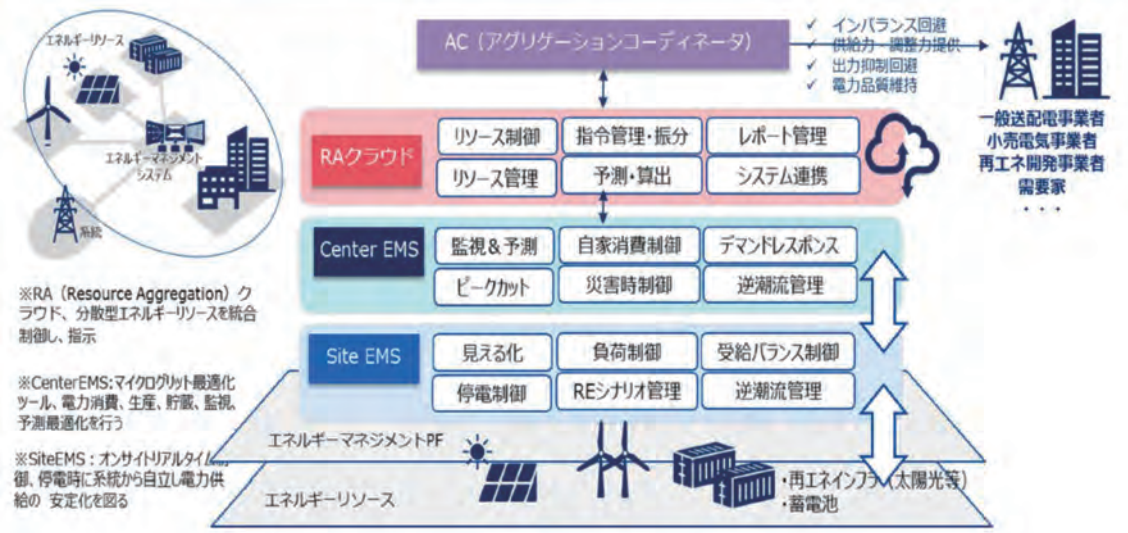 エネルギーリソース
エネルギーマネジメント
システム
系統
※RA（Resource Aggregation）ク
ラウド、分散型エネルギーリソースを統合
制御し、指示
※CenterEMS:マイクログリット最適化
ツール、電力消費、生産、貯蔵、監視、
予測最適化を行う
※SiteEMS：オンサイトリアルタイム制
御、停電時に系統から自立し電力供
給の 安定化を図る
AC（アグリゲーションコーディネータ）
✓ インバランス回避
✓ 供給力・調整力提供
✓ 出力抑制回避
✓ 電力品質維持
一般送配電事業者
小売電気事業者
再エネ開発事業者
需要家
・・・
RAクラウド
リソース制御
指令管理・振分
レポート管理
リソース管理
予測・算出
システム連携
Center EMS
監視＆予測
自家消費制御
デマンドレスポンス
ピークカット
災害時制御
逆潮流管理
Site EMS
見える化
負荷制御
受給バランス制御
停電制御
REシナリオ管理
逆潮流管理
エネルギーマネジメントPF
エネルギーリソース
・再エネインフラ（太陽光等）
・蓄電池